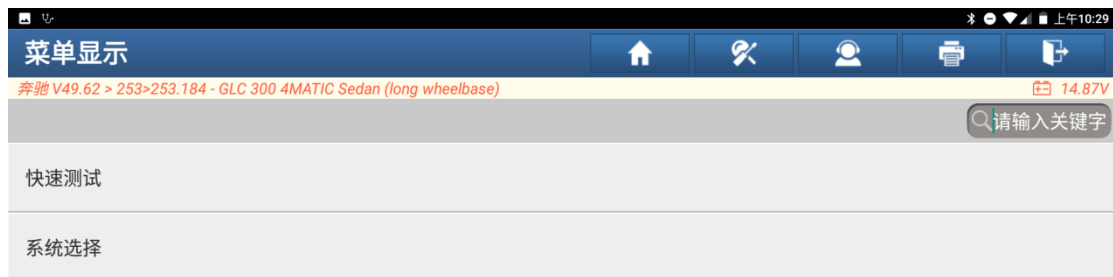 上午10:29
菜单显示
奔驰 V49.62 > 253>253.184 - GLC 300 4MATIC Sedan (long wheelbase) 14.87V
请输入关键字
快速测试
系统选择